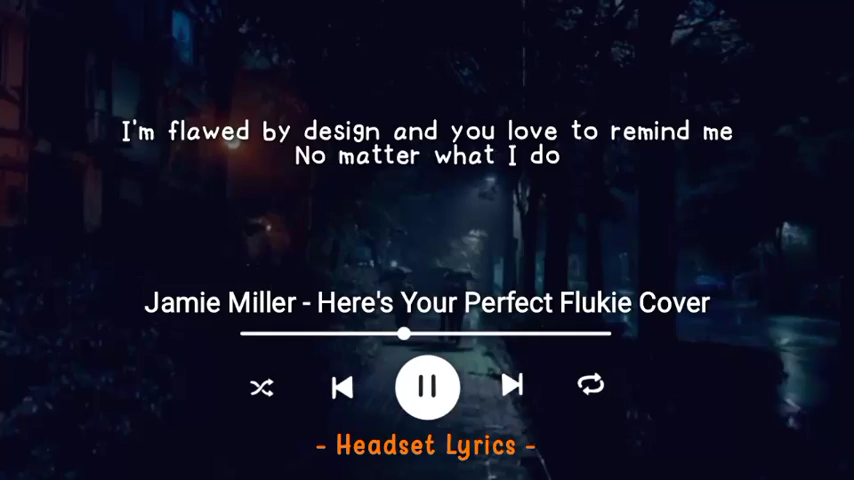 I'm flawed by design and you love to remind me
No matter what I do
Jamie Miller - Here's Your Perfect Flukie Cover
- Headset Lyrics -